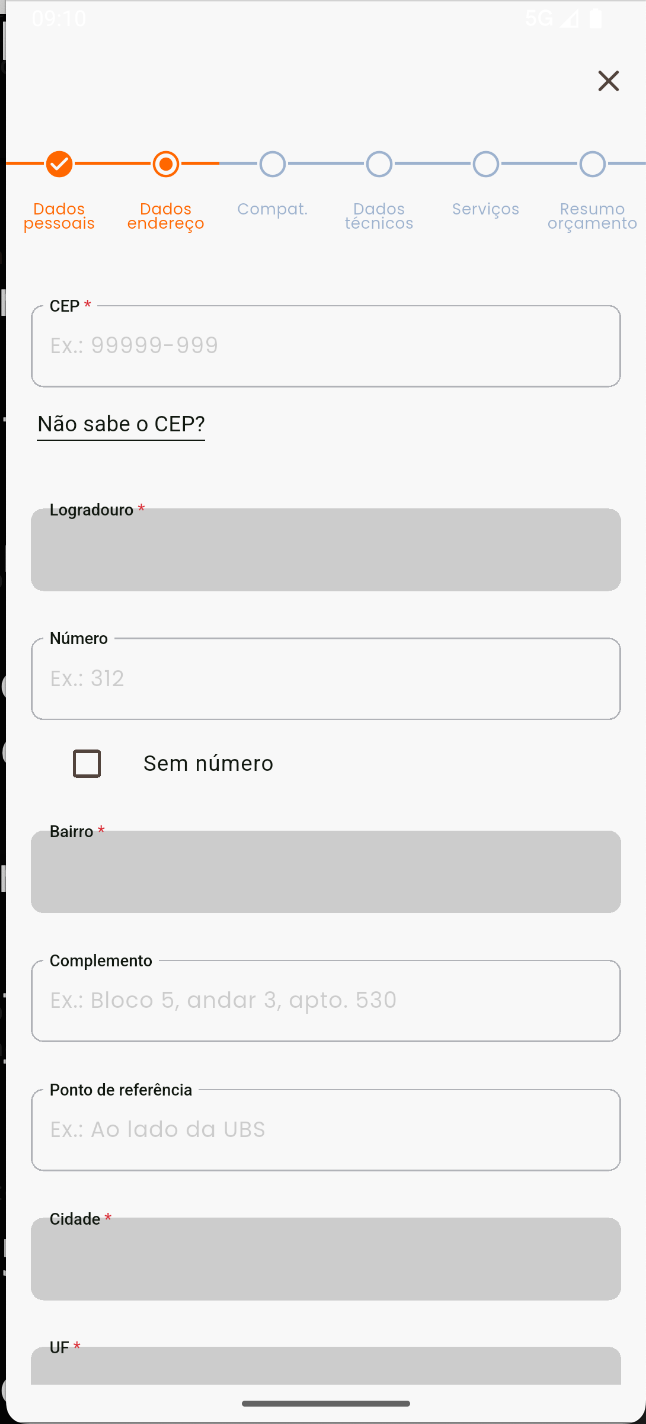 09:10 5G
Dados pessoais
Dados endereço
Compat.
Dados técnicos
Serviços
Resumo orçamento
CEP *
Ex.: 99999-999
Não sabe o CEP?
Logradouro *
Número
Ex.: 312
Sem número
Bairro *
Complemento
Ex.: Bloco 5, andar 3, apto. 530
Ponto de referência
Ex.: Ao lado da UBS
Cidade *
UF *